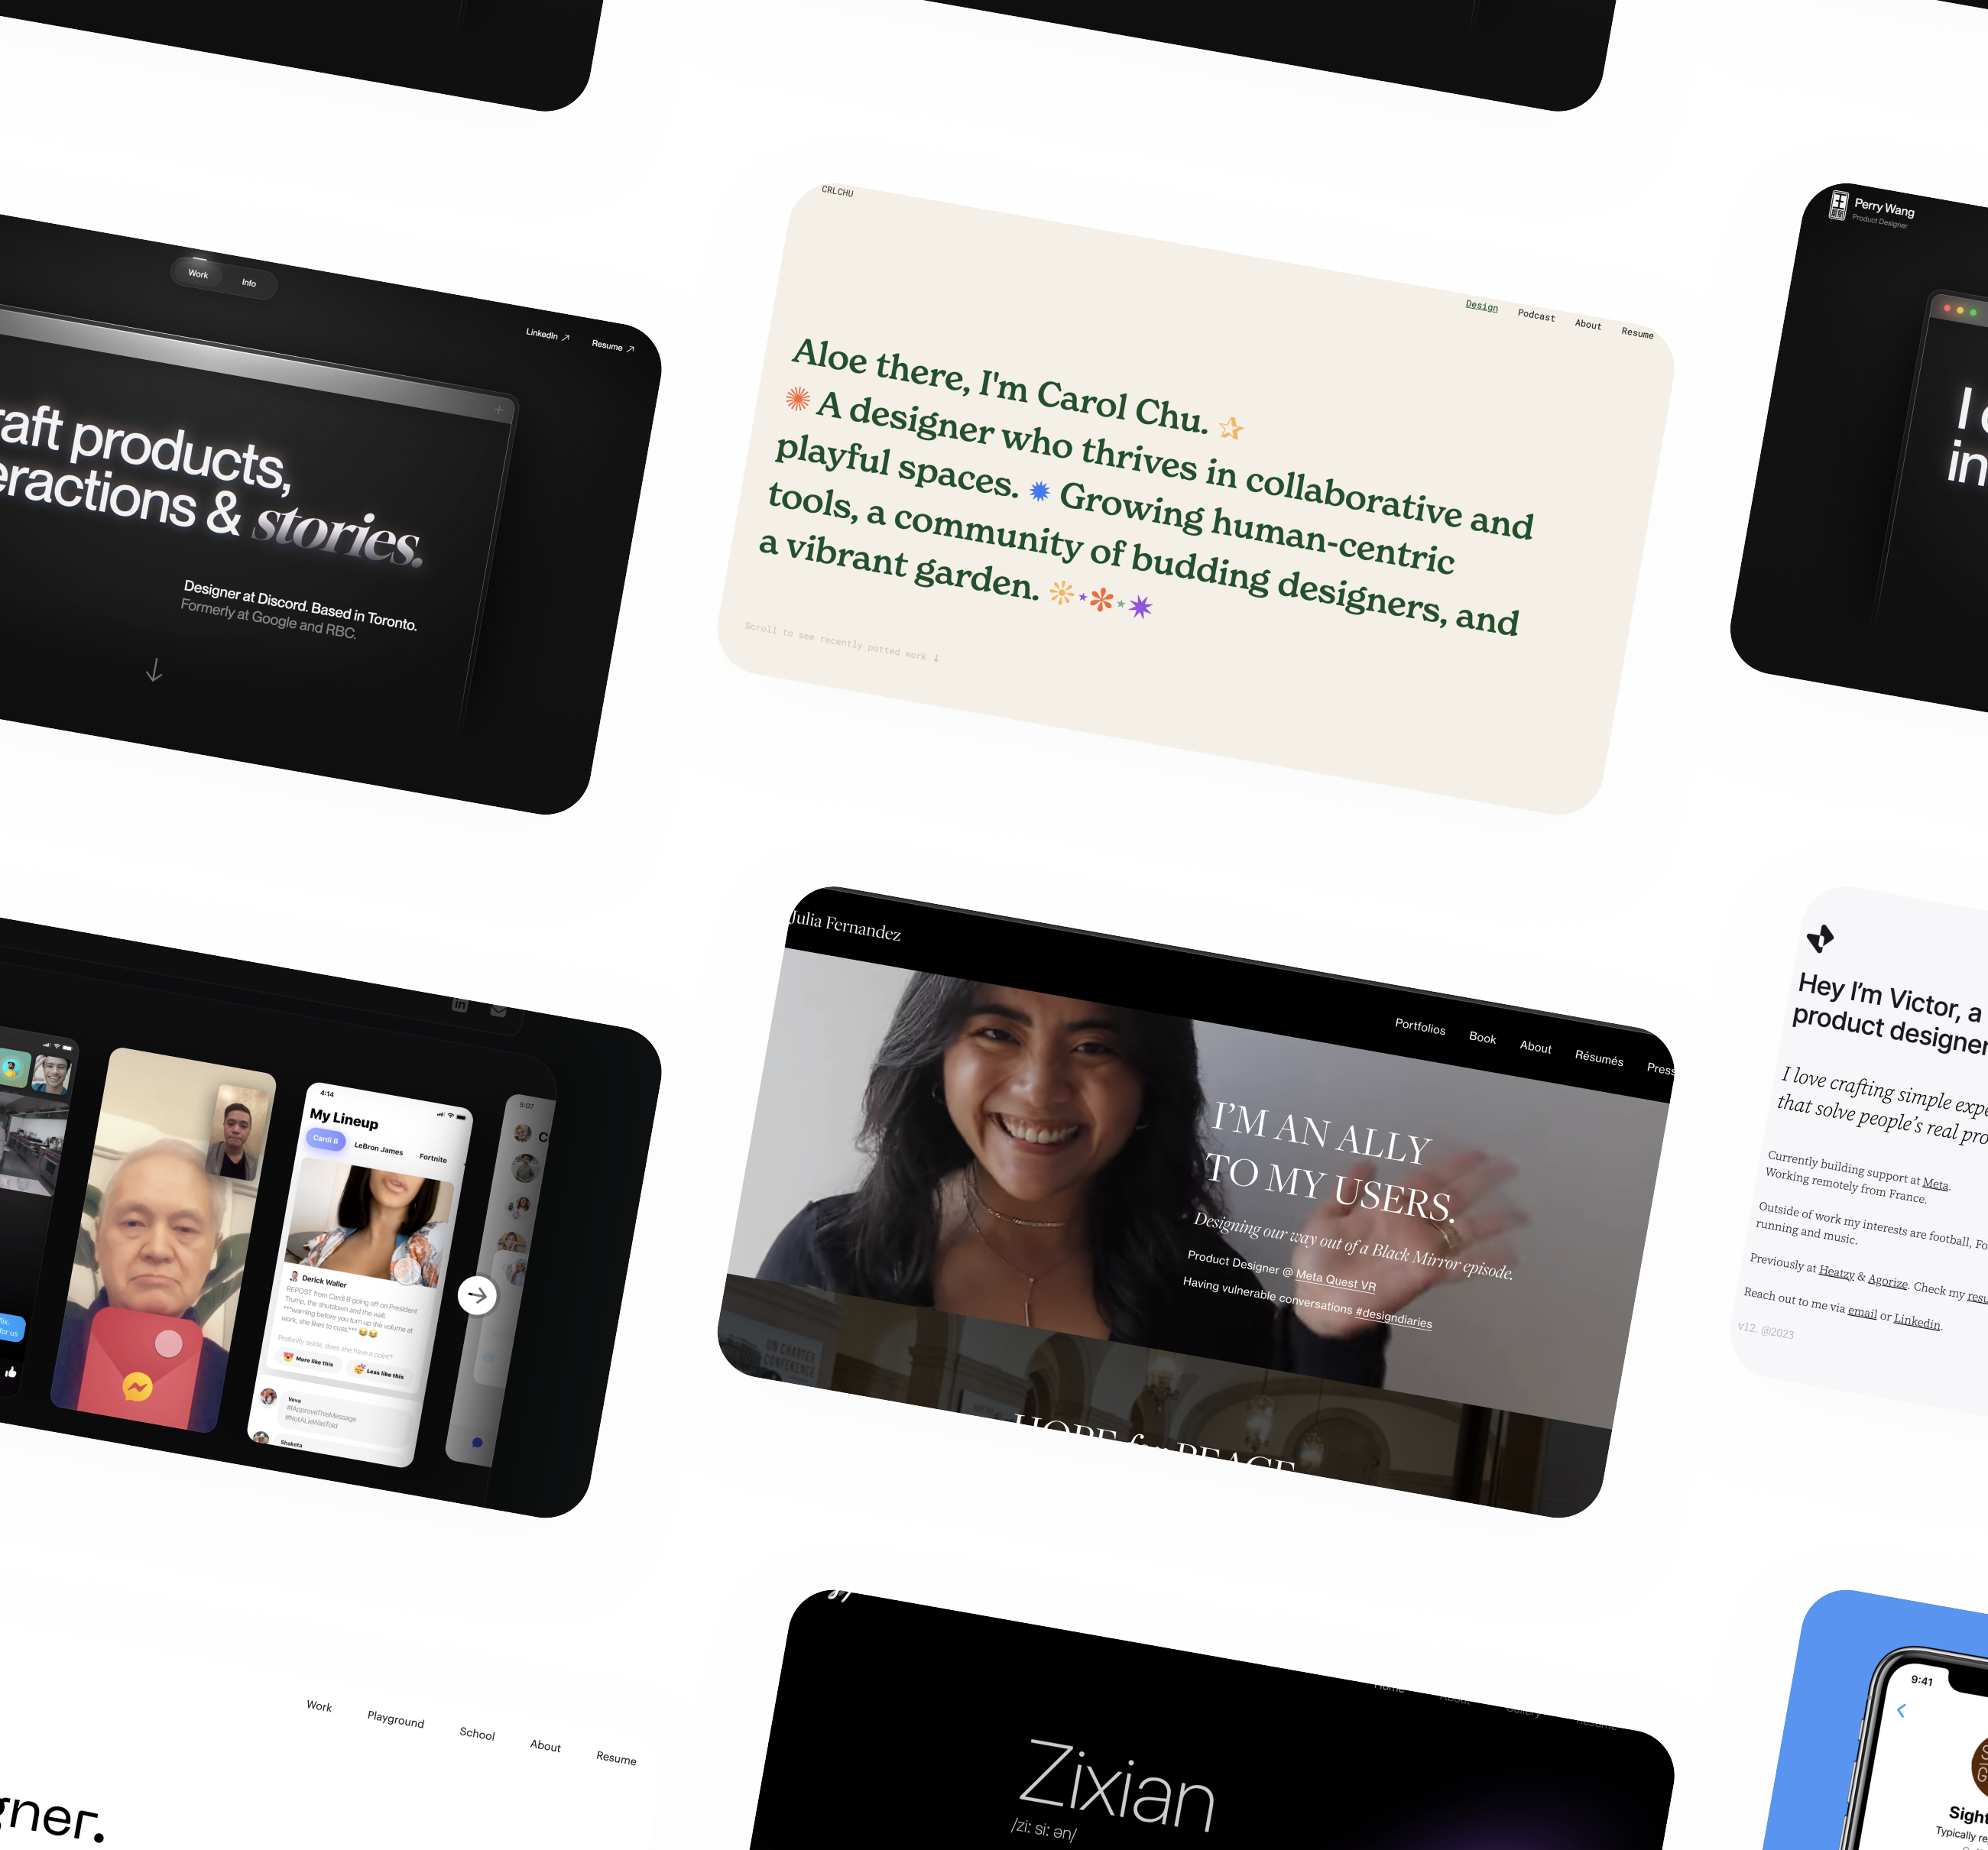 Work
Info
LinkedIn ↗
Resume ↗
raft products,
eractions & stories.
Designer at Discord. Based in Toronto.
Formerly at Google and RBC.
CRLCHU
Design
Podcast
About
Resume
Aloe there, I'm Carol Chu.
A designer who thrives in collaborative and
playful spaces. Growing human-centric
tools, a community of budding designers, and
a vibrant garden.
Scroll to see recently potted work ↓
Perry Wang
Product Designer
I
in
4:14
My Lineup
Cardi B
LeBron James
Fortnite
Derick Waller
REPOST from Cardi B going off on President
Trump, the shutdown and the wall.
***warning before you turn up the volume at
work, she likes to cuss.*** 😂😂
Profanity aside, does she have a point?
More like this
Less like this
Veva
#IApproveThisMessage
#NotALieWasTold
Shaketa
for us
5:07
C
Julia Fernandez
Portfolios
Book
About
Résumés
Press
I'M AN ALLY
TO MY USERS.
Designing our way out of a Black Mirror episode.
Product Designer @ Meta Quest VR
Having vulnerable conversations #designdiaries
UN CHARTER
CONFERENCE
HOPE for PEACE
Hey I'm Victor, a
product designer
I love crafting simple expe
that solve people's real pro
Currently building support at Meta.
Working remotely from France.
Outside of work my interests are football, Fo
running and music.
Previously at Heatzy & Agorize. Check my resu
Reach out to me via email or Linkedin.
v12. @2023
Work
Playground
School
About
Resume
gner.
Home
About
Gallery
Resume
Zixian
/zi: si: ən/
9:41
S
G
Sight
Typically re